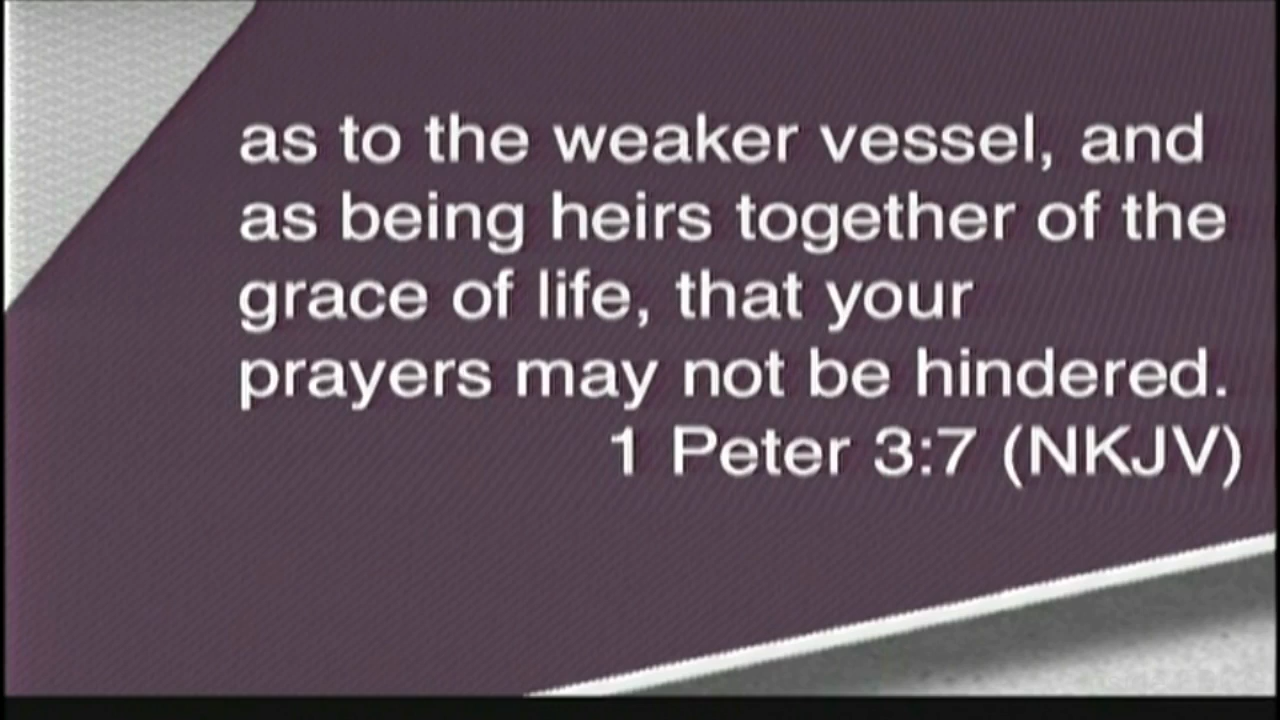 as to the weaker vessel, and
as being heirs together of the
grace of life, that your
prayers may not be hindered.
1 Peter 3:7 (NKJV)